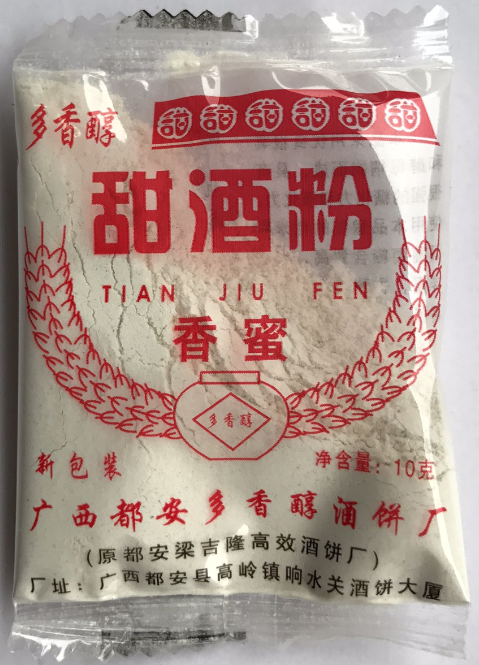 多香醇
甜甜甜甜甜甜
甜酒粉
TIAN JIU FEN
香蜜
多香醇
新包装
净含量：10克
广西都安多香醇酒饼厂
(原都安梁吉隆高效酒饼厂)
厂址：广西都安县高岭镇响水关酒饼大厦